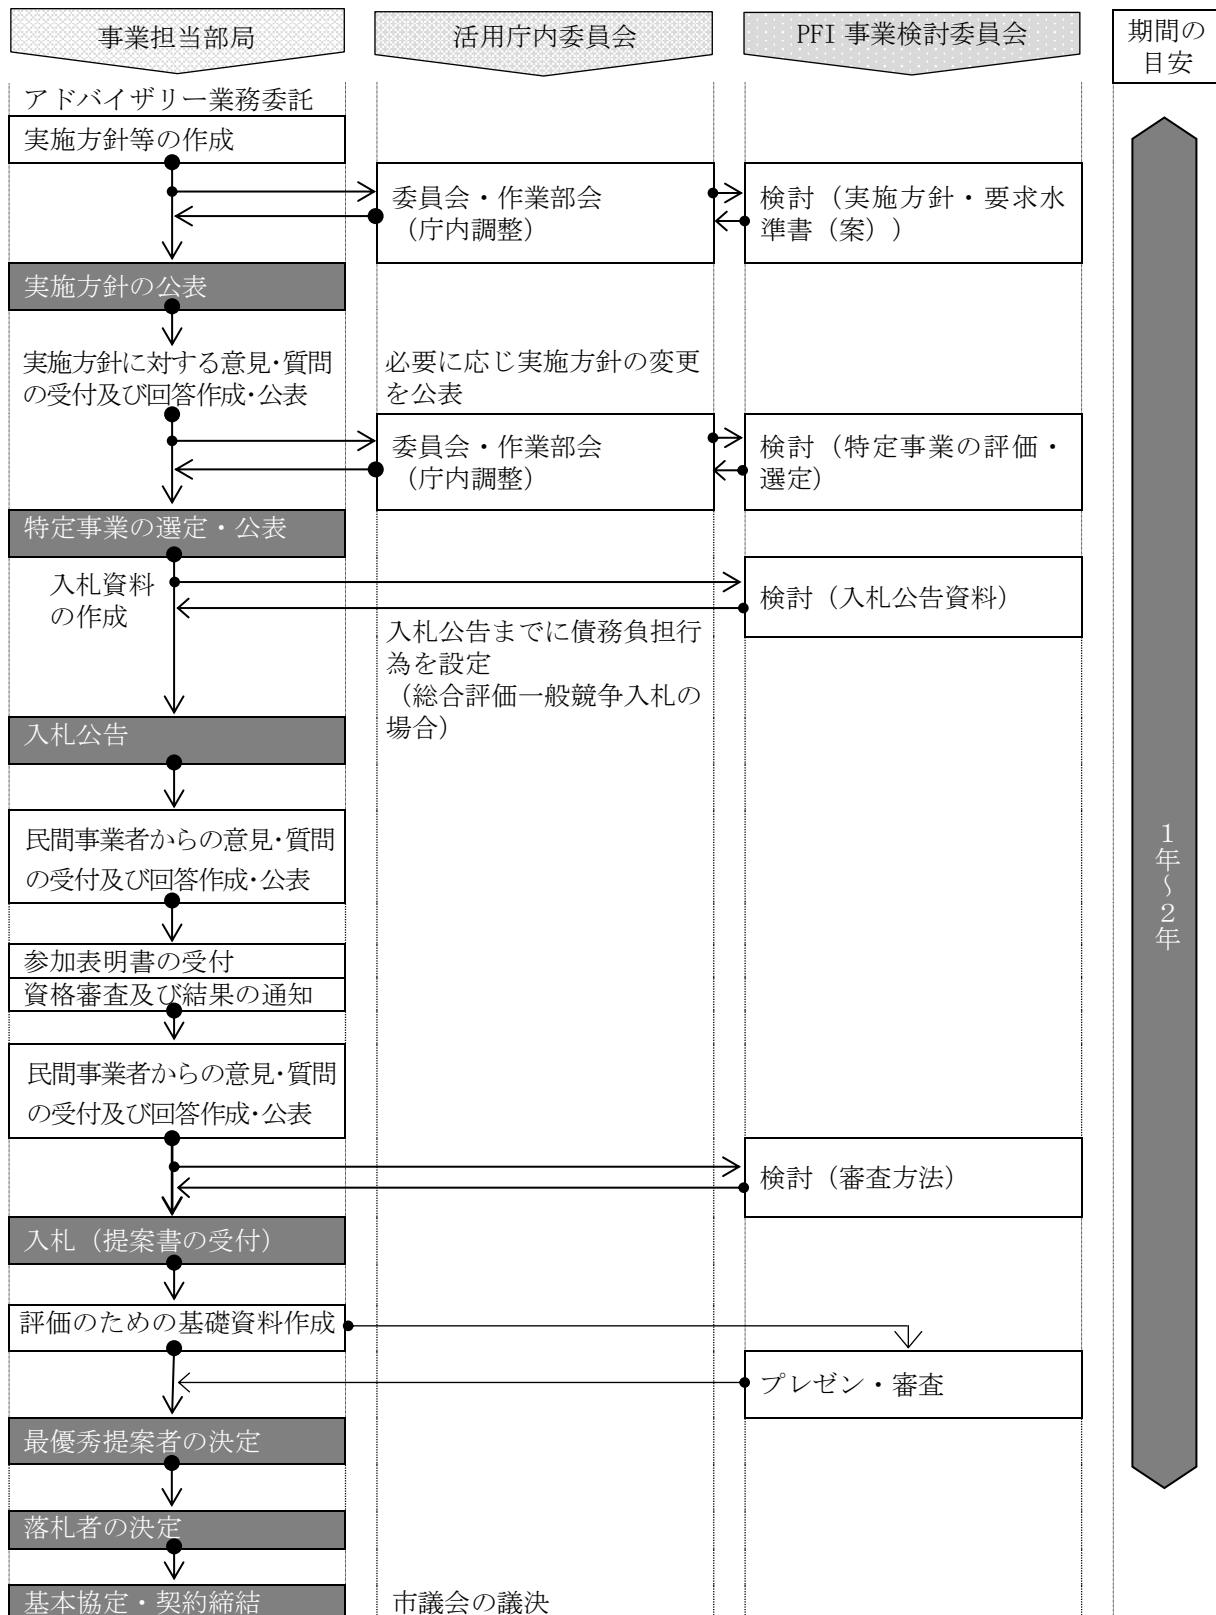 事業担当部局
活用庁内委員会
PFI 事業検討委員会
期間の
目安
アドバイザリー業務委託
実施方針等の作成
委員会・作業部会
（庁内調整）
検討（実施方針・要求水
準書（案））
実施方針の公表
実施方針に対する意見・質問
の受付及び回答作成・公表
必要に応じ実施方針の変更
を公表
委員会・作業部会
（庁内調整）
検討（特定事業の評価・
選定）
特定事業の選定・公表
入札資料
の作成
検討（入札公告資料）
入札公告までに債務負担行
為を設定
（総合評価一般競争入札の
場合）
入札公告
民間事業者からの意見・質問
の受付及び回答作成・公表
1年～2年
参加表明書の受付
資格審査及び結果の通知
民間事業者からの意見・質問
の受付及び回答作成・公表
検討（審査方法）
入札（提案書の受付）
評価のための基礎資料作成
プレゼン・審査
最優秀提案者の決定
落札者の決定
基本協定・契約締結
市議会の議決